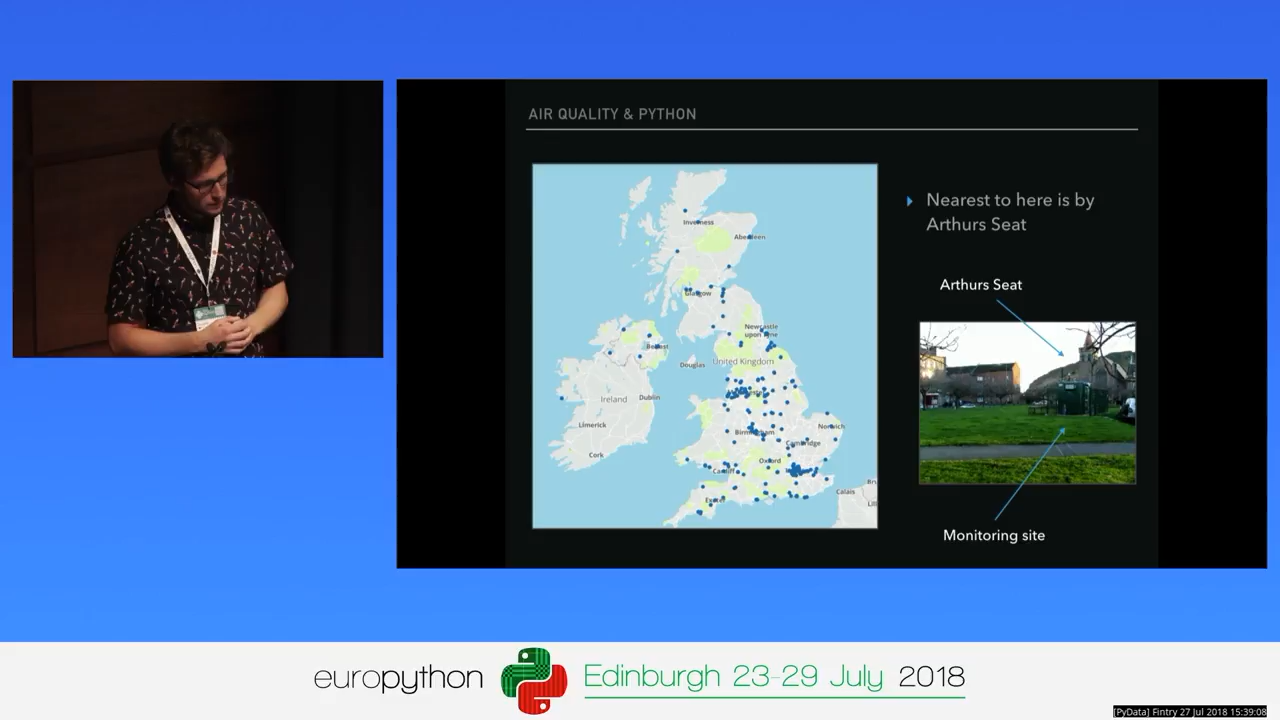 AIR QUALITY & PYTHON
Inverness
Aberdeen
Glasgow
Newcastle
upon Tyne
Belfast
Douglas
United Kingdom
Ireland
Dublin
Limerick
Cork
Birmingham
Norwich
Cambridge
Oxford
Cardiff
Exeter
Calais
Nearest to here is by
Arthurs Seat
Arthurs Seat
Monitoring site
europython
Edinburgh 23-29 July 2018
[PyData] Fintry 27 Jul 2018 15:39:08